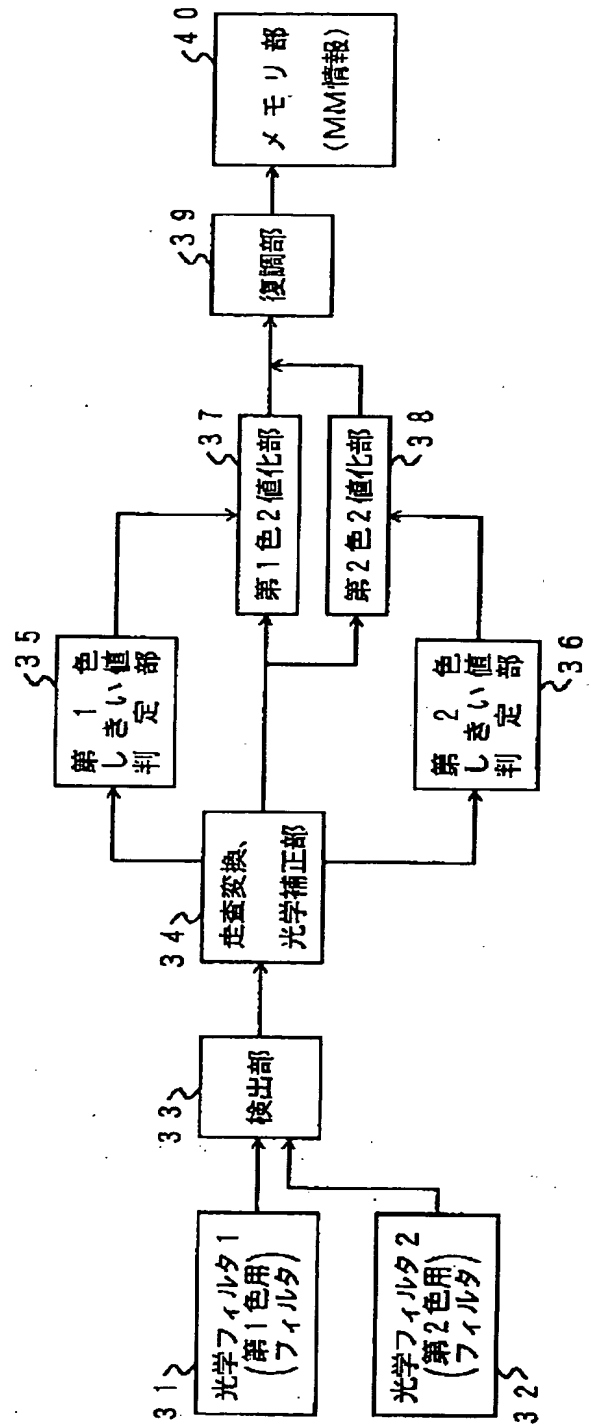 31
光学フィルタ1
(第1色用
フィルタ)
32
光学フィルタ2
(第2色用
フィルタ)
33
検出部
34
走査変換、
光学補正部
35
第1色
しきい値
判定部
36
第2色
しきい値
判定部
37
第1色2値化部
38
第2色2値化部
39
復調部
40
メモリ部
(MM情報)